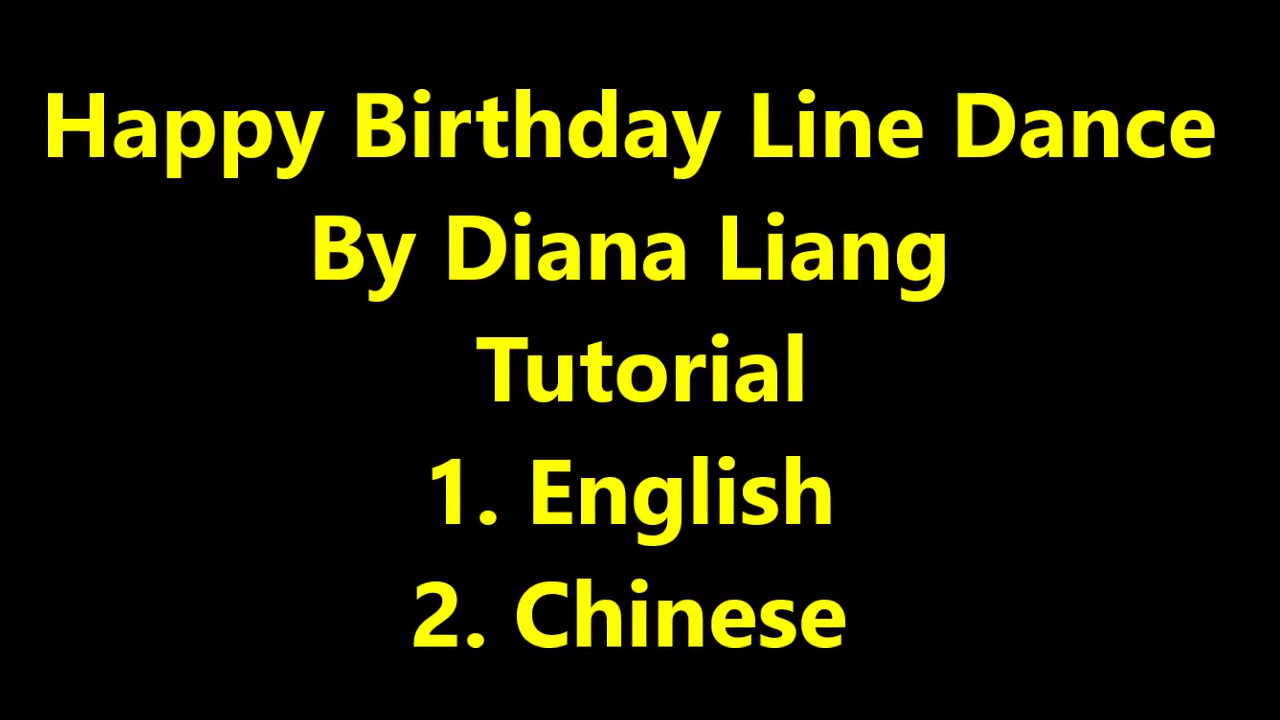 Happy Birthday Line Dance
By Diana Liang
Tutorial
1. English
2. Chinese